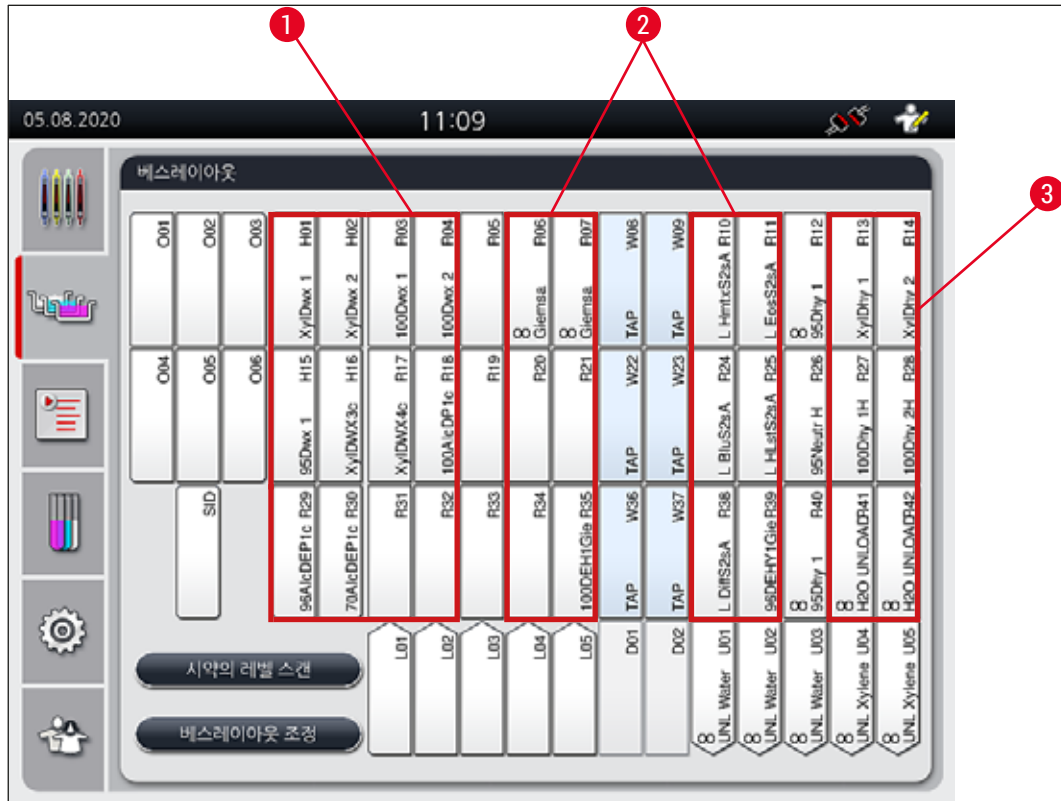 1
2
05.08.2020
11:09
3
베스레이아웃
O01
O02
O03
XylDwx 1 H01
XylDwx 2 H02
100Dwx 1 R03
100Dwx 2 R04
R05
∞ Giemsa R06
∞ Giemsa R07
TAP W08
TAP W09
L HmtxS2sA R10
L EosS2sA R11
∞ 95Dhy 1 R12
XylDhy 1 R13
XylDhy 2 R14
O04
O05
O06
95Dwx 1 H15
XylDWX3c H16
XylDWX4c R17
100AlcDP1c R18
R19
R20
R21
TAP W22
TAP W23
L BluS2sA R24
L HLstS2sA R25
95Neutr H R26
100Dhy 1H R27
100Dhy 2H R28
SID
96AlcDEP1c R29
70AlcDEP1c R30
R31
R32
R33
R34
100DEH1Gie R35
TAP W36
TAP W37
L DiffS2sA R38
96DEHY1Gie R39
∞ 95Dhy 1 R40
∞ H2O UNLOAD R41
∞ H2O UNLOAD R42
시약의 레벨 스캔
베스레이아웃 조정
L01
L02
L03
L04
L05
D01
D02
∞ UNL Water U01
∞ UNL Water U02
∞ UNL Water U03
∞ UNL Xylene U04
∞ UNL Xylene U05